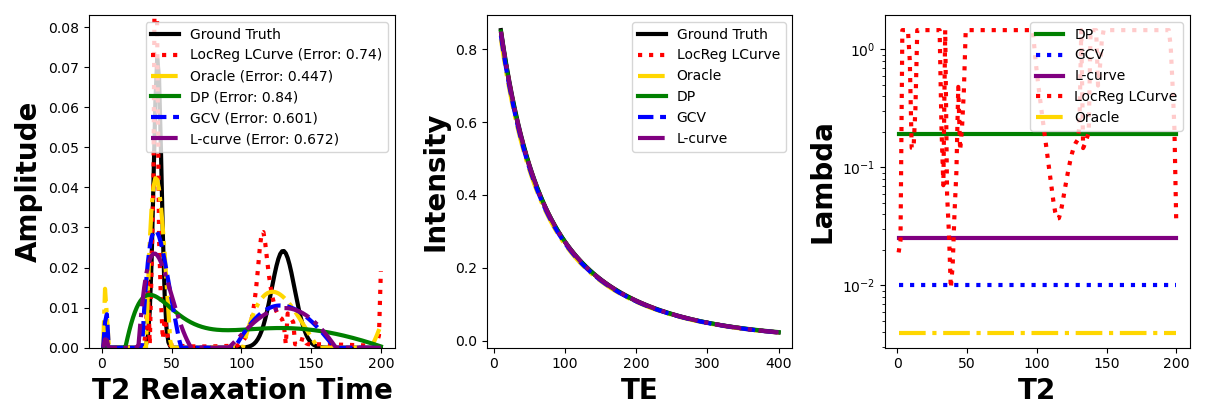 Amplitude
0.08
0.07
0.06
0.05
0.04
0.03
0.02
0.01
0.00
0
50
100
150
200
T2 Relaxation Time
Ground Truth
LocReg LCurve (Error: 0.74)
Oracle (Error: 0.447)
DP (Error: 0.84)
GCV (Error: 0.601)
L-curve (Error: 0.672)
Intensity
0.8
0.6
0.4
0.2
0.0
0
100
200
300
400
TE
Ground Truth
LocReg LCurve
Oracle
DP
GCV
L-curve
Lambda
10⁰
10⁻¹
10⁻²
0
50
100
150
200
T2
DP
GCV
L-curve
LocReg LCurve
Oracle